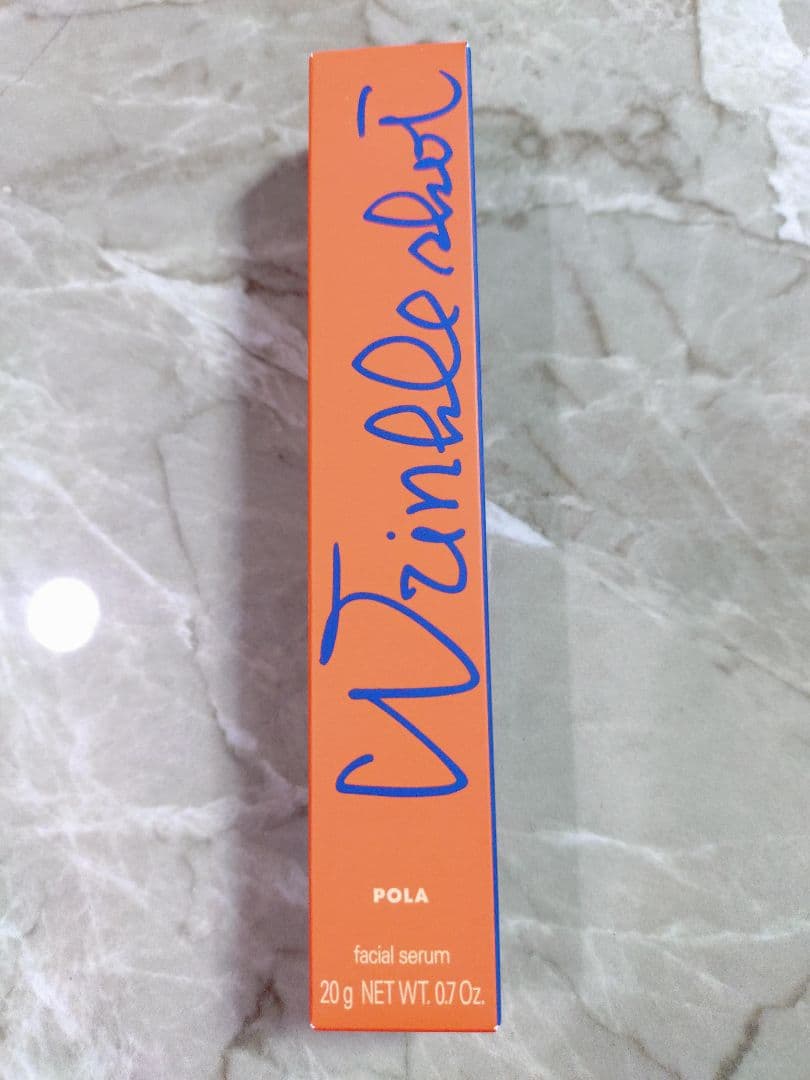 Wrinkle shot
POLA
facial serum
20 g NET WT. 0.7 Oz.